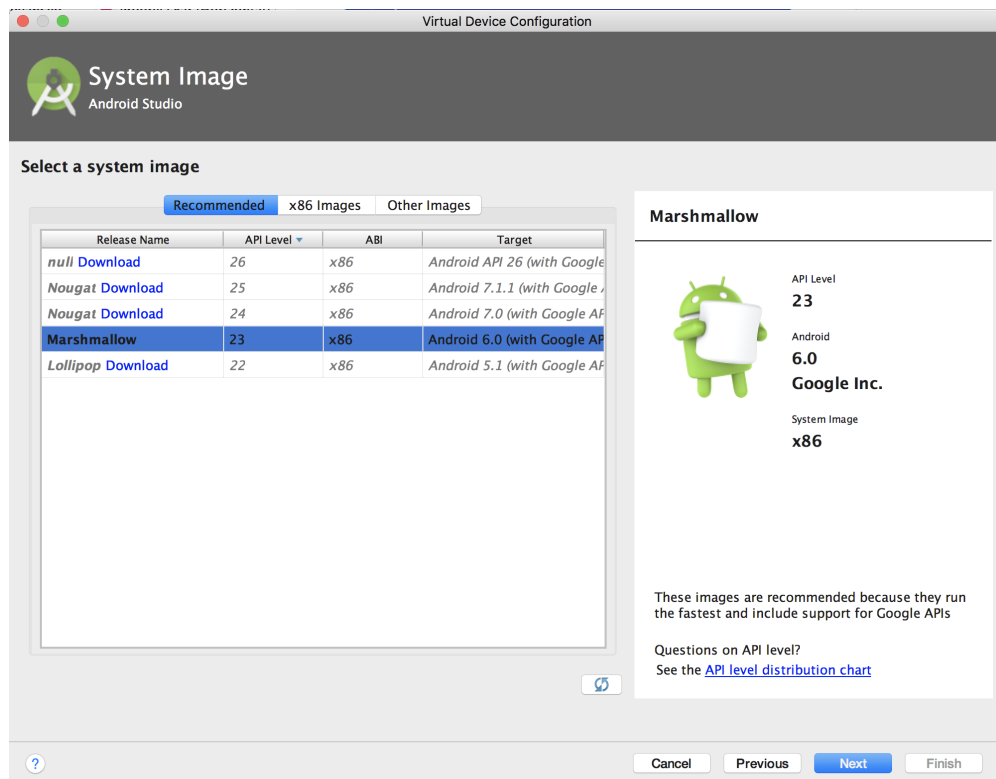 Virtual Device Configuration
System Image
Android Studio
Select a system image
Recommended x86 Images Other Images
Release Name API Level ABI Target
null Download 26 x86 Android API 26 (with Google
Nougat Download 25 x86 Android 7.1.1 (with Google
Nougat Download 24 x86 Android 7.0 (with Google AP
Marshmallow 23 x86 Android 6.0 (with Google AP
Lollipop Download 22 x86 Android 5.1 (with Google AP
Marshmallow
API Level
23
Android
6.0
Google Inc.
System Image
x86
These images are recommended because they run
the fastest and include support for Google APIs
Questions on API level?
See the API level distribution chart
? Cancel Previous Next Finish